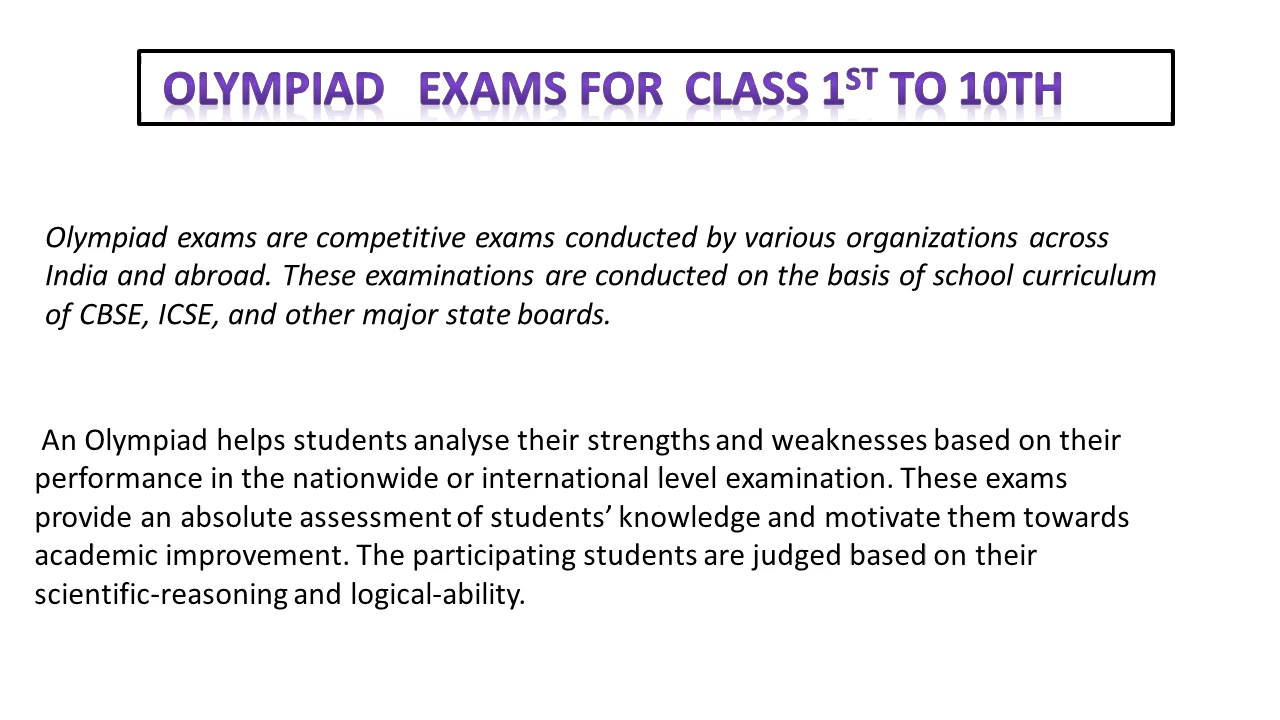 OLYMPIAD EXAMS FOR CLASS 1ST TO 10TH
Olympiad exams are competitive exams conducted by various organizations across
India and abroad. These examinations are conducted on the basis of school curriculum
of CBSE, ICSE, and other major state boards.
An Olympiad helps students analyse their strengths and weaknesses based on their
performance in the nationwide or international level examination. These exams
provide an absolute assessment of students’ knowledge and motivate them towards
academic improvement. The participating students are judged based on their
scientific-reasoning and logical-ability.